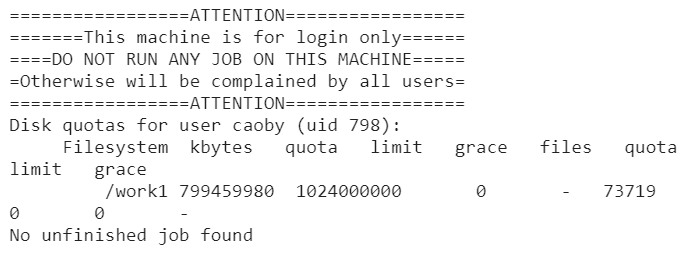 =================ATTENTION=================
=======This machine is for login only======
====DO NOT RUN ANY JOB ON THIS MACHINE=====
=Otherwise will be complained by all users=
=================ATTENTION=================
Disk quotas for user caoby (uid 798):
     Filesystem  kbytes   quota   limit   grace   files   quota
limit   grace
         /work1 799459980  1024000000       0       -   73719
0       0       -
No unfinished job found